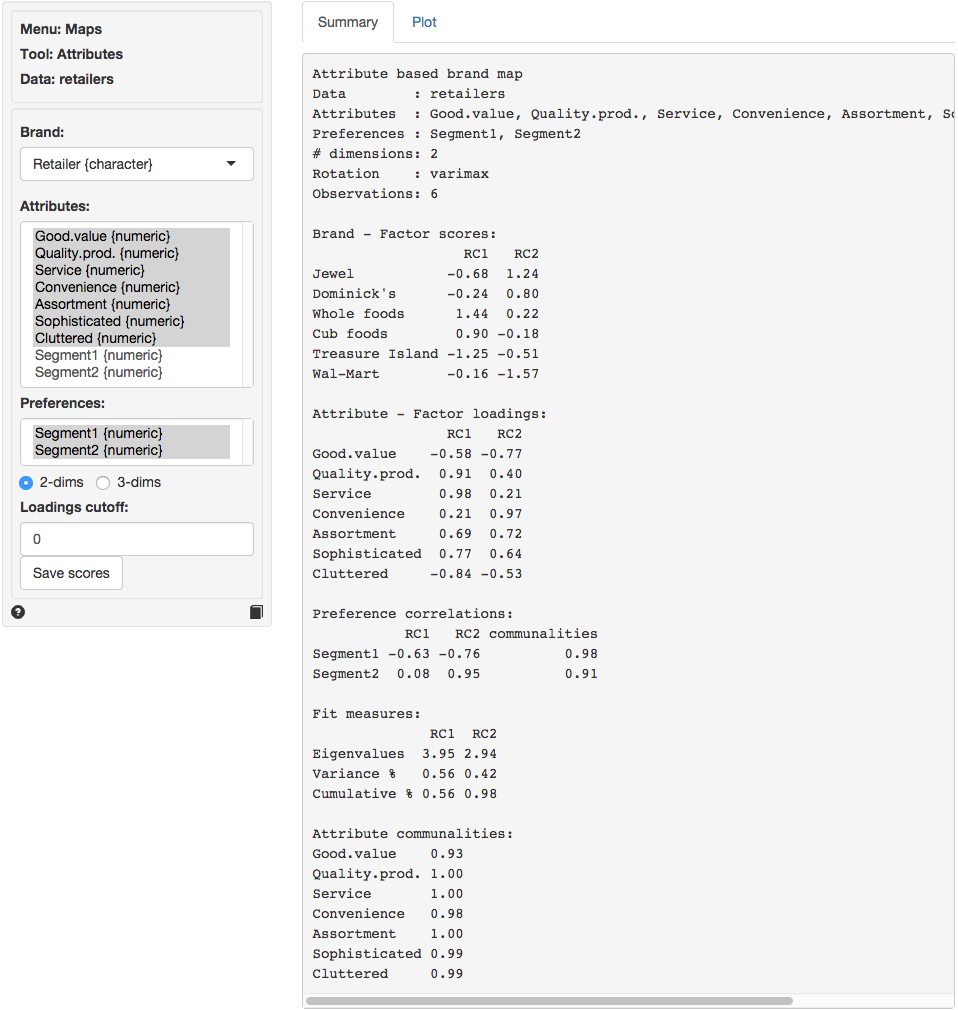 Menu: Maps
Tool: Attributes
Data: retailers
Brand:
Retailer {character}
Attributes:
Good.value {numeric}
Quality.prod. {numeric}
Service {numeric}
Convenience {numeric}
Assortment {numeric}
Sophisticated {numeric}
Cluttered {numeric}
Segment1 {numeric}
Segment2 {numeric}
Preferences:
Segment1 {numeric}
Segment2 {numeric}
2-dims 3-dims
Loadings cutoff:
0
Save scores
?
Summary Plot
Attribute based brand map
Data : retailers
Attributes : Good.value, Quality.prod., Service, Convenience, Assortment, So
Preferences : Segment1, Segment2
# dimensions: 2
Rotation : varimax
Observations: 6
Brand - Factor scores:
RC1 RC2
Jewel -0.68 1.24
Dominick's -0.24 0.80
Whole foods 1.44 0.22
Cub foods 0.90 -0.18
Treasure Island -1.25 -0.51
Wal-Mart -0.16 -1.57
Attribute - Factor loadings:
RC1 RC2
Good.value -0.58 -0.77
Quality.prod. 0.91 0.40
Service 0.98 0.21
Convenience 0.21 0.97
Assortment 0.69 0.72
Sophisticated 0.77 0.64
Cluttered -0.84 -0.53
Preference correlations:
RC1 RC2 communalities
Segment1 -0.63 -0.76 0.98
Segment2 0.08 0.95 0.91
Fit measures:
RC1 RC2
Eigenvalues 3.95 2.94
Variance % 0.56 0.42
Cumulative % 0.56 0.98
Attribute communalities:
Good.value 0.93
Quality.prod. 1.00
Service 1.00
Convenience 0.98
Assortment 1.00
Sophisticated 0.99
Cluttered 0.99